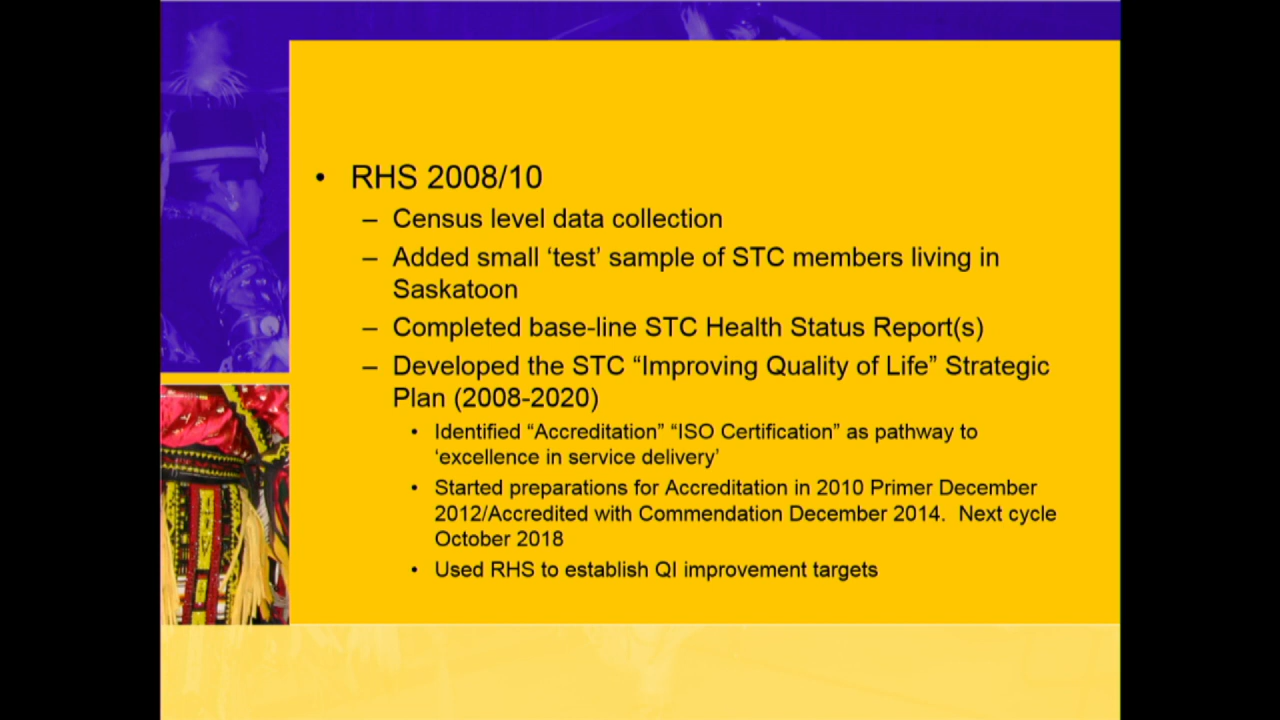 • RHS 2008/10
– Census level data collection
– Added small ‘test’ sample of STC members living in
Saskatoon
– Completed base-line STC Health Status Report(s)
– Developed the STC “Improving Quality of Life” Strategic
Plan (2008-2020)
• Identified “Accreditation” “ISO Certification” as pathway to
‘excellence in service delivery’
• Started preparations for Accreditation in 2010 Primer December
2012/Accredited with Commendation December 2014.  Next cycle
October 2018
• Used RHS to establish QI improvement targets